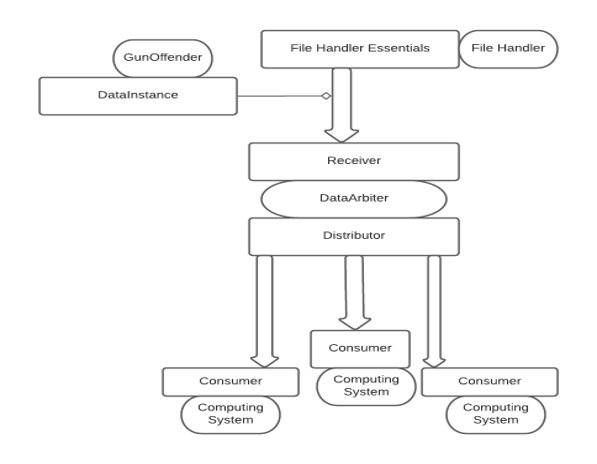 GunOffender
File Handler Essentials
File Handler
DataInstance
Receiver
DataArbiter
Distributor
Consumer
Computing
System
Consumer
Computing
System
Consumer
Computing
System